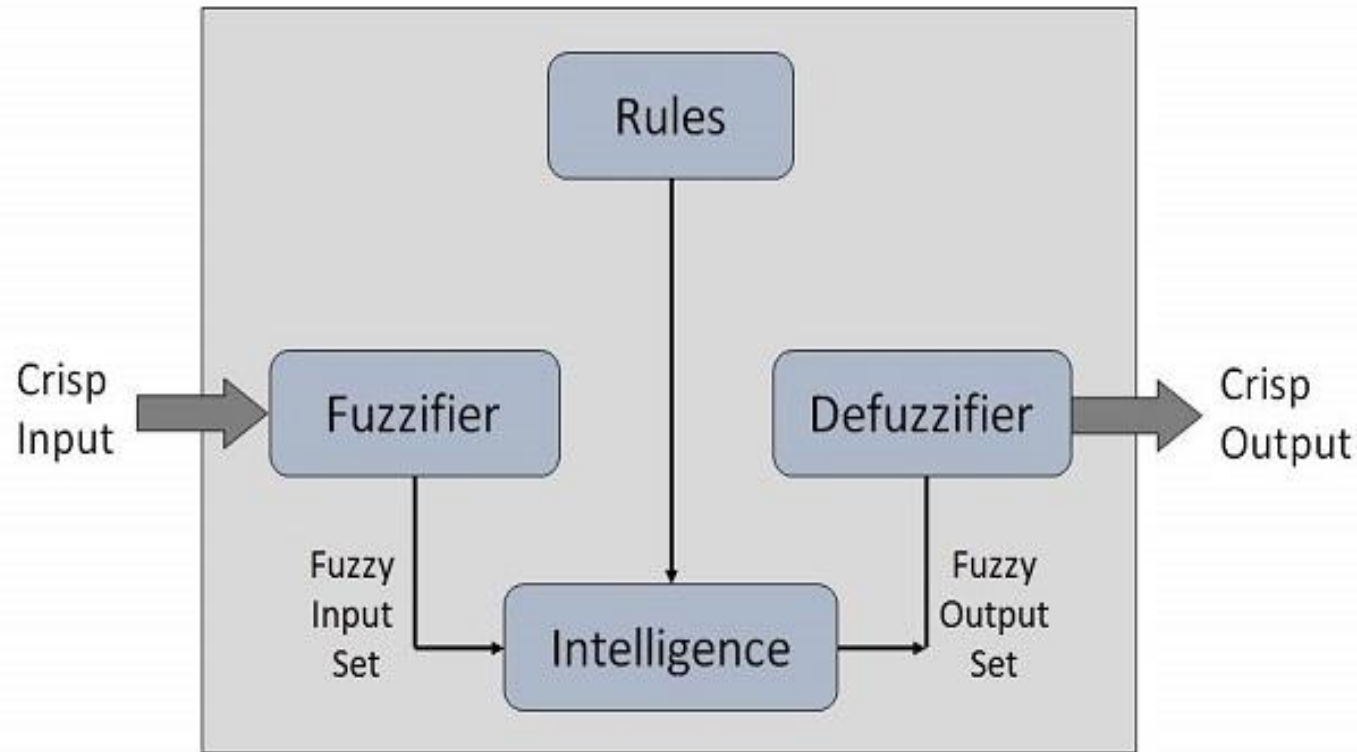 Rules
Crisp
Input
Fuzzifier
Defuzzifier
Crisp
Output
Fuzzy
Input
Set
Intelligence
Fuzzy
Output
Set